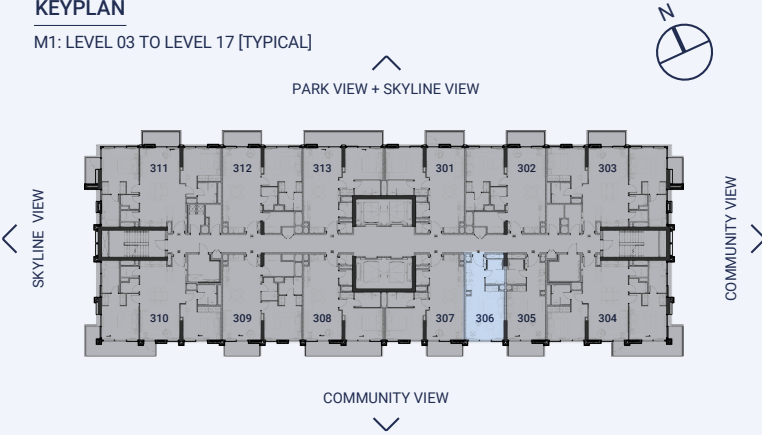 KEYPLAN
M1: LEVEL 03 TO LEVEL 17 [TYPICAL]
N
PARK VIEW + SKYLINE VIEW
311 312 313 301 302 303
SKYLINE VIEW
COMMUNITY VIEW
310 309 308 307 306 305 304
COMMUNITY VIEW